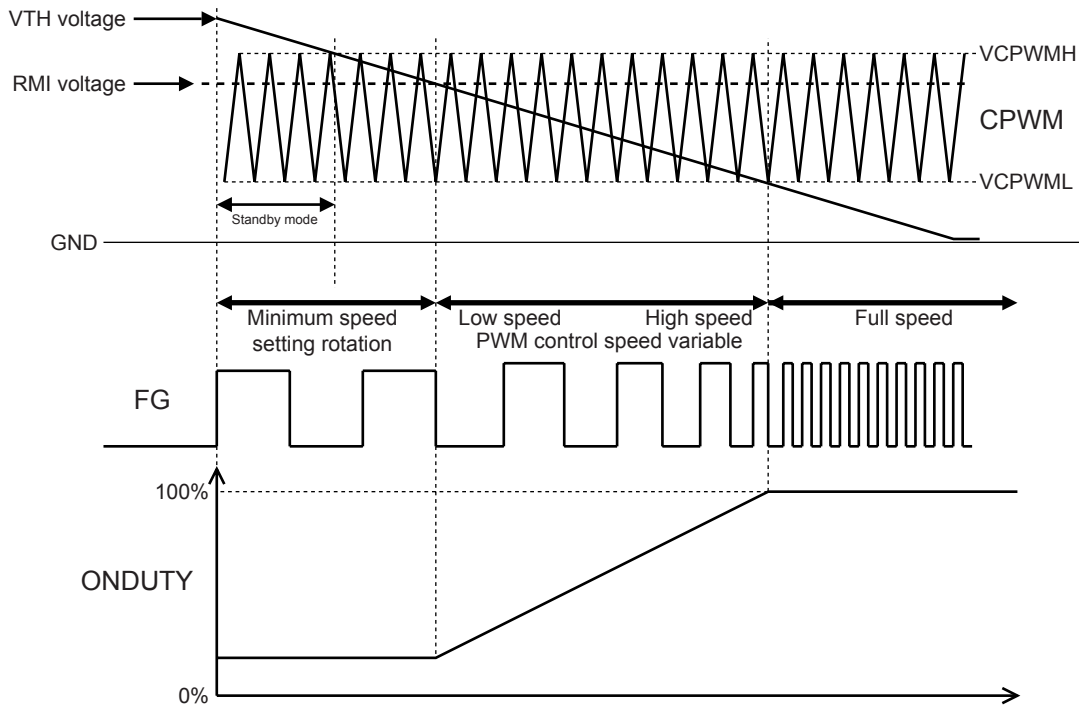 VTH voltage
VCPWMH
RMI voltage
CPWM
VCPWML
Standby mode
GND
Minimum speed
setting rotation
Low speed
High speed
PWM control speed variable
Full speed
FG
100%
ONDUTY
0%